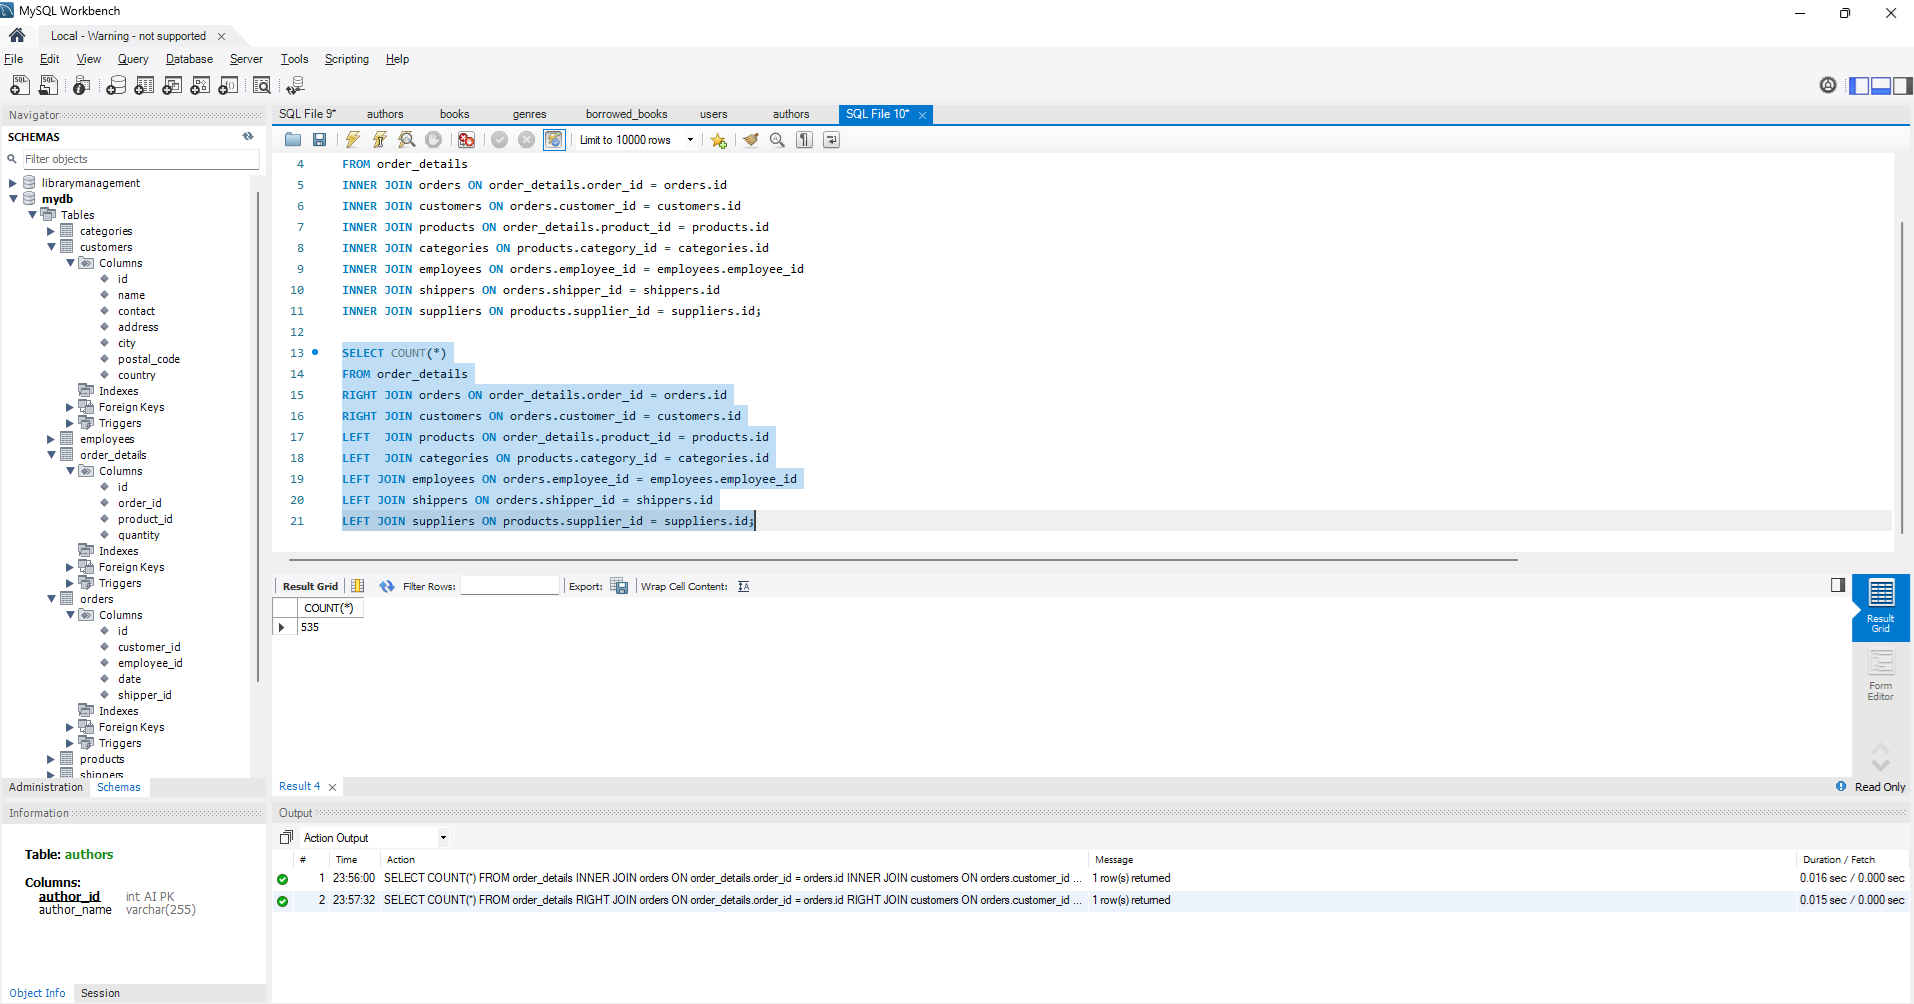 MySQL Workbench
Local - Warning - not supported
File Edit View Query Database Server Tools Scripting Help
Navigator
SCHEMAS
Filter objects
librarymanagement
mydb
Tables
categories
customers
Columns
id
name
contact
address
city
postal_code
country
Indexes
Foreign Keys
Triggers
employees
order_details
Columns
id
order_id
product_id
quantity
Indexes
Foreign Keys
Triggers
orders
Columns
id
customer_id
employee_id
date
shipper_id
Indexes
Foreign Keys
Triggers
products
shippers
Administration Schemas
Information
Table: authors
Columns:
author_id int AI PK
author_name varchar(255)
Object Info Session
SQL File 9* authors books genres borrowed_books users authors SQL File 10*
Limit to 10000 rows
4 FROM order_details
5 INNER JOIN orders ON order_details.order_id = orders.id
6 INNER JOIN customers ON orders.customer_id = customers.id
7 INNER JOIN products ON order_details.product_id = products.id
8 INNER JOIN categories ON products.category_id = categories.id
9 INNER JOIN employees ON orders.employee_id = employees.employee_id
10 INNER JOIN shippers ON orders.shipper_id = shippers.id
11 INNER JOIN suppliers ON products.supplier_id = suppliers.id;
12
13 SELECT COUNT(*)
14 FROM order_details
15 RIGHT JOIN orders ON order_details.order_id = orders.id
16 RIGHT JOIN customers ON orders.customer_id = customers.id
17 LEFT  JOIN products ON order_details.product_id = products.id
18 LEFT  JOIN categories ON products.category_id = categories.id
19 LEFT JOIN employees ON orders.employee_id = employees.employee_id
20 LEFT JOIN shippers ON orders.shipper_id = shippers.id
21 LEFT JOIN suppliers ON products.supplier_id = suppliers.id;
Result Grid Filter Rows: Export: Wrap Cell Content:
COUNT(*)
535
Result Grid
Form Editor
Result 4 Read Only
Output
Action Output
# Time Action Message Duration / Fetch
1 23:56:00 SELECT COUNT(*) FROM order_details INNER JOIN orders ON order_details.order_id = orders.id INNER JOIN customers ON orders.customer_id ... 1 row(s) returned 0.016 sec / 0.000 sec
2 23:57:32 SELECT COUNT(*) FROM order_details RIGHT JOIN orders ON order_details.order_id = orders.id RIGHT JOIN customers ON orders.customer_id ... 1 row(s) returned 0.015 sec / 0.000 sec